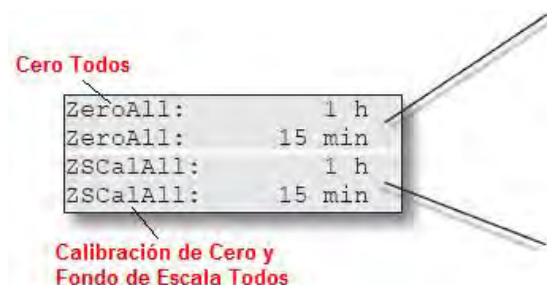 Cero Todos
ZeroAll: 1 h
ZeroAll: 15 min
ZSCalAll: 1 h
ZSCalAll: 15 min
Calibración de Cero y
Fondo de Escala Todos